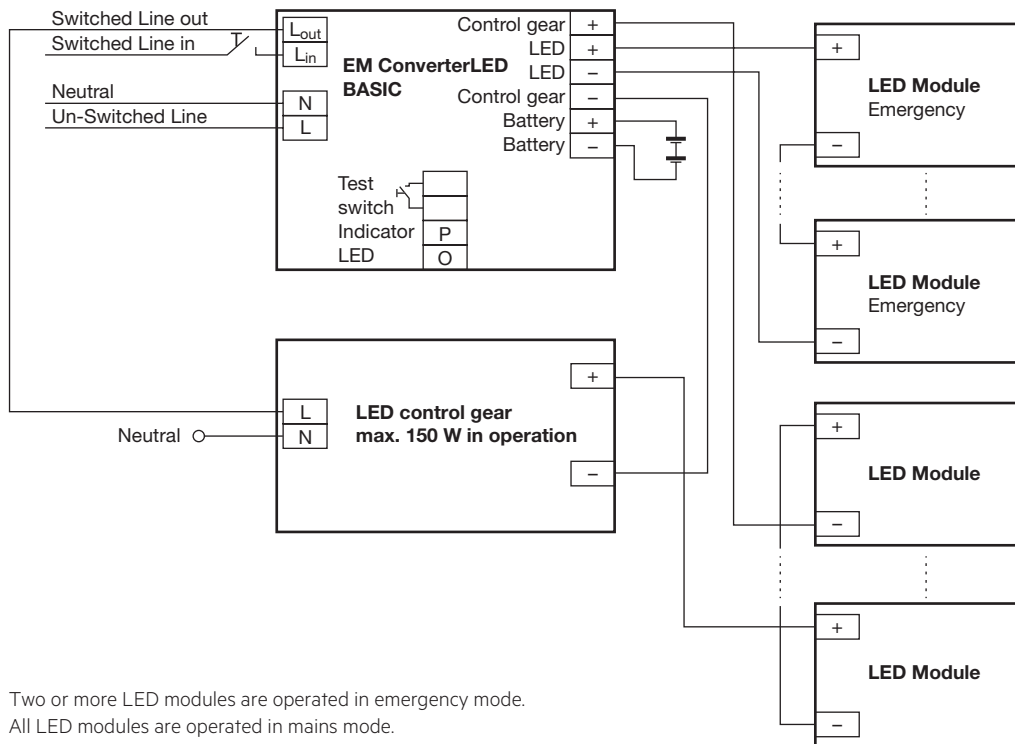 Switched Line out
Switched Line in
Neutral
Un-Switched Line
Lout
Lin
N
L
EM ConverterLED
BASIC
Control gear +
LED +
LED –
Control gear –
Battery +
Battery –
Test
switch
Indicator P
LED O
+
LED Module
Emergency
–
+
LED Module
Emergency
–
L
N
Neutral
LED control gear
max. 150 W in operation
+
–
+
LED Module
–
+
LED Module
–
Two or more LED modules are operated in emergency mode.
All LED modules are operated in mains mode.